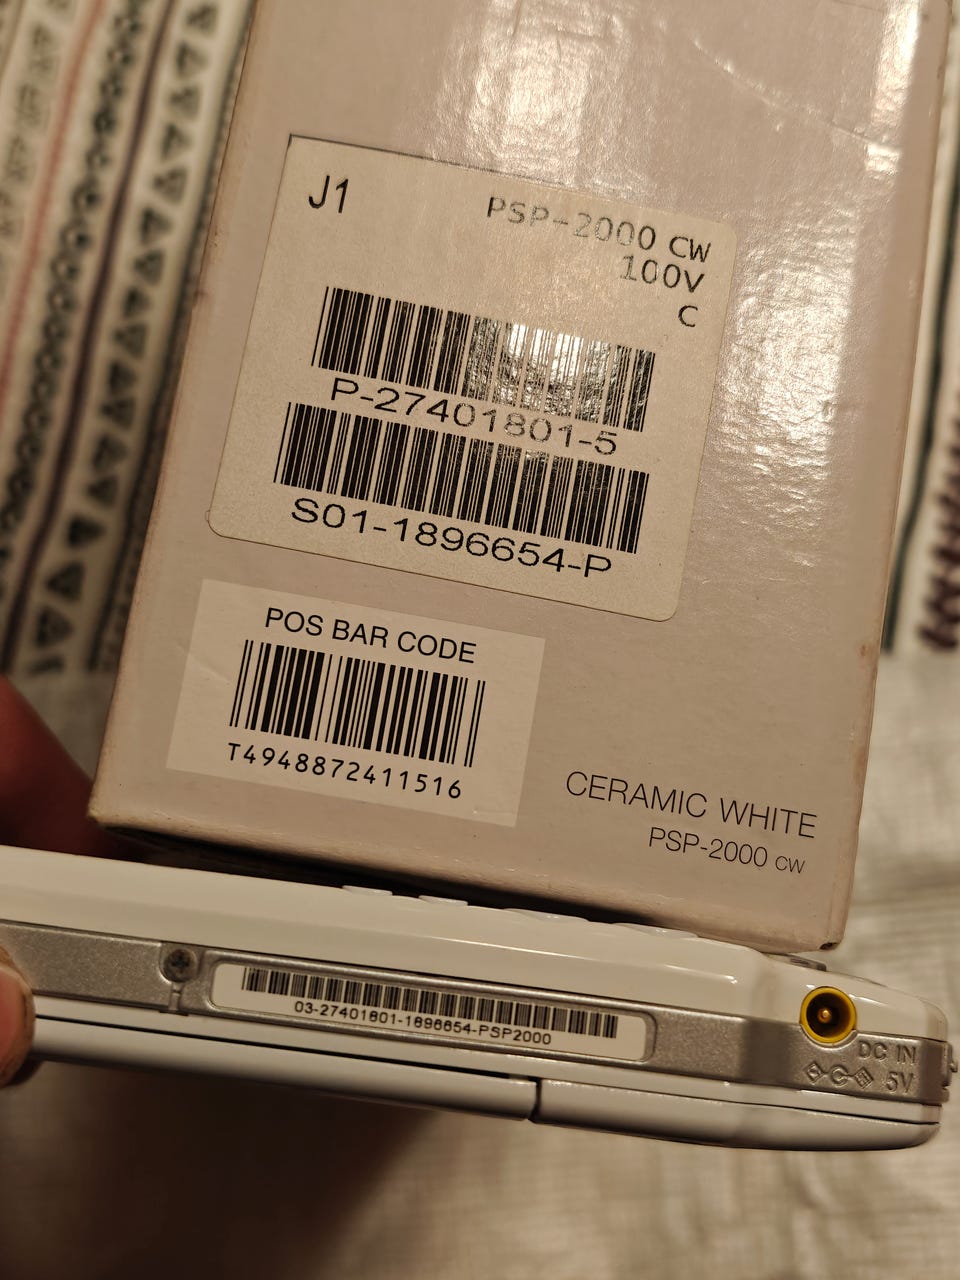 J1
PSP-2000 CW
100V
C
P-27401801-5
S01-1896654-P
POS BAR CODE
T4948872411516
CERAMIC WHITE
PSP-2000 CW
03-27401801-1896654-PSP2000
DC IN
5V